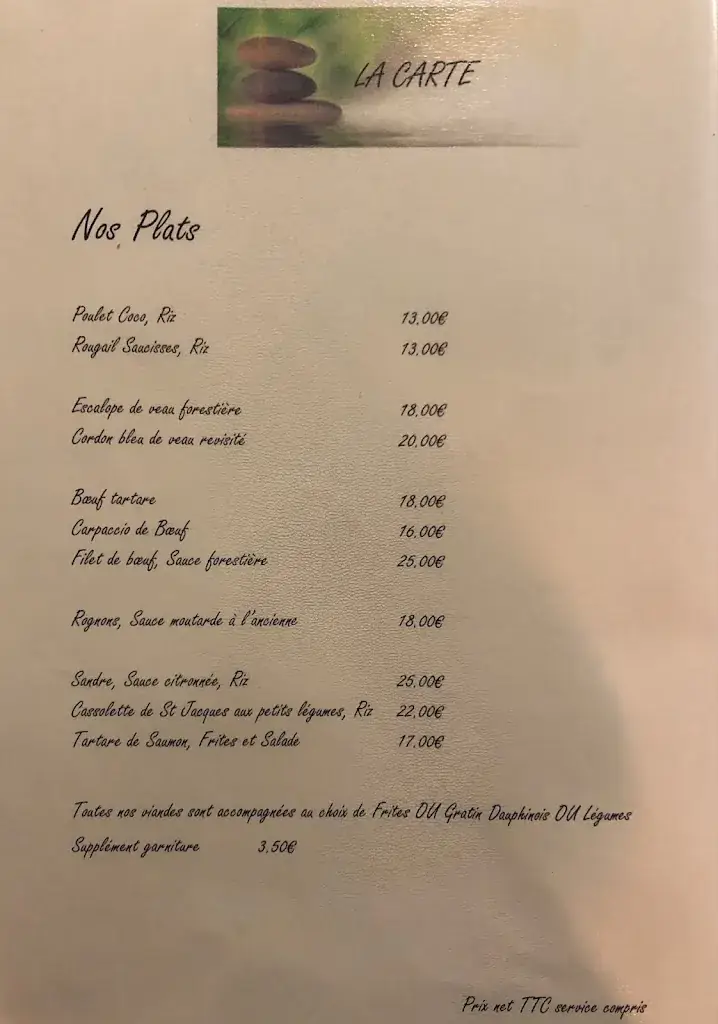 LA CARTE
Nos Plats
Poulet Coco, Riz 13.00€
Rougail Saucisses, Riz 13.00€
Escalope de veau forestière 18.00€
Cordon bleu de veau revisité 20.00€
Bœuf tartare 18.00€
Carpaccio de Bœuf 16.00€
Filet de bœuf, Sauce forestière 25.00€
Rognons, Sauce moutarde à l'ancienne 18.00€
Sandre, Sauce citronnée, Riz 25.00€
Cassolette de St Jacques aux petits légumes, Riz 22.00€
Tartare de Saumon, Frites et Salade 17.00€
Toutes nos viandes sont accompagnées au choix de Frites OU Gratin Dauphinois OU Légumes
Supplément garniture 3.50€
Prix net TTC service compris